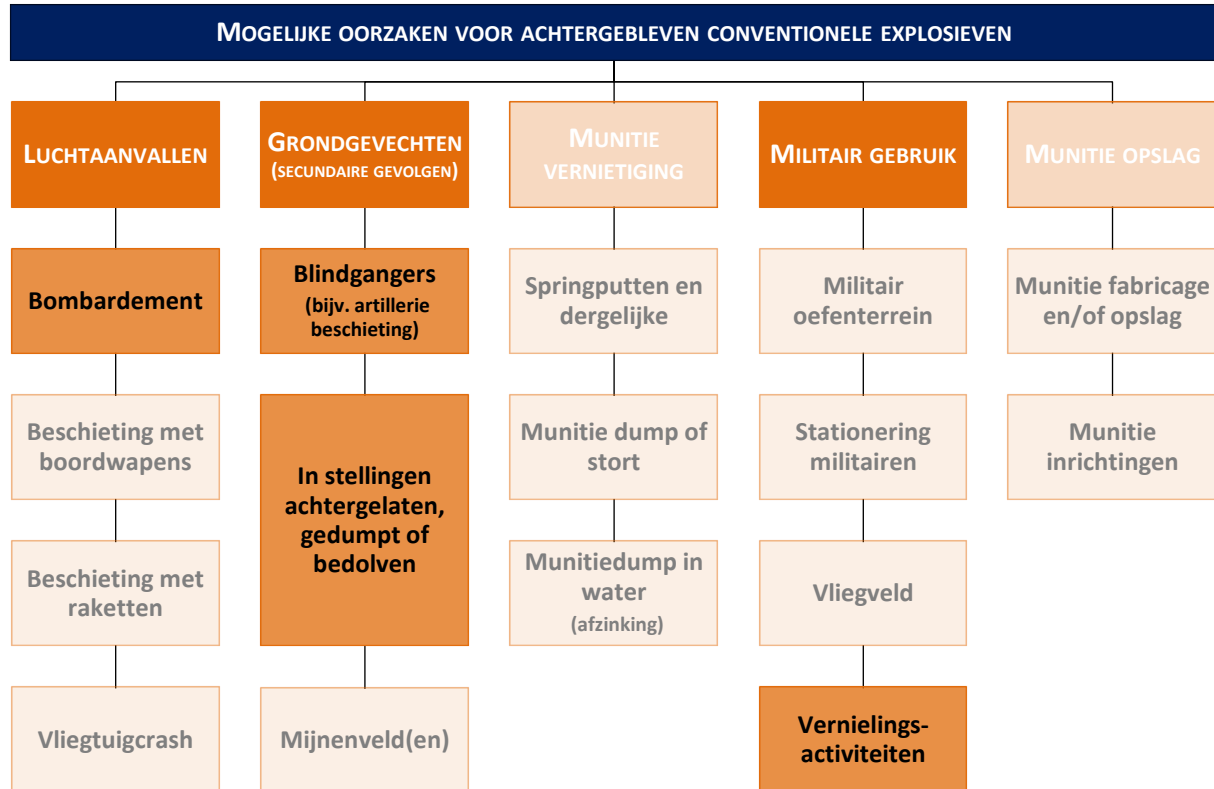 MOGELIJKE OORZAKEN VOOR ACHTERGEBLEVEN CONVENTIONELE EXPLOSIEVEN
LUCHTAANVALLEN
Bombardement
Beschieting met
boordwapens
Beschieting met
raketten
Vliegtuigcrash
GRONDGEVECHTEN
(SECUNDAIRE GEVOLGEN)
Blindgangers
(bijv. artillerie
beschieting)
In stellingen
achtergelaten,
gedumpt of
bedolven
Mijnenveld(en)
MUNITIE
VERNIETIGING
Springputten en
dergelijke
Munitie dump of
stort
Munitiedump in
water
(afzinking)
MILITAIR GEBRUIK
Militair
oefenterrein
Stationering
militairen
Vliegveld
Vernielings-
activiteiten
MUNITIE OPSLAG
Munitie fabricage
en/of opslag
Munitie
inrichtingen